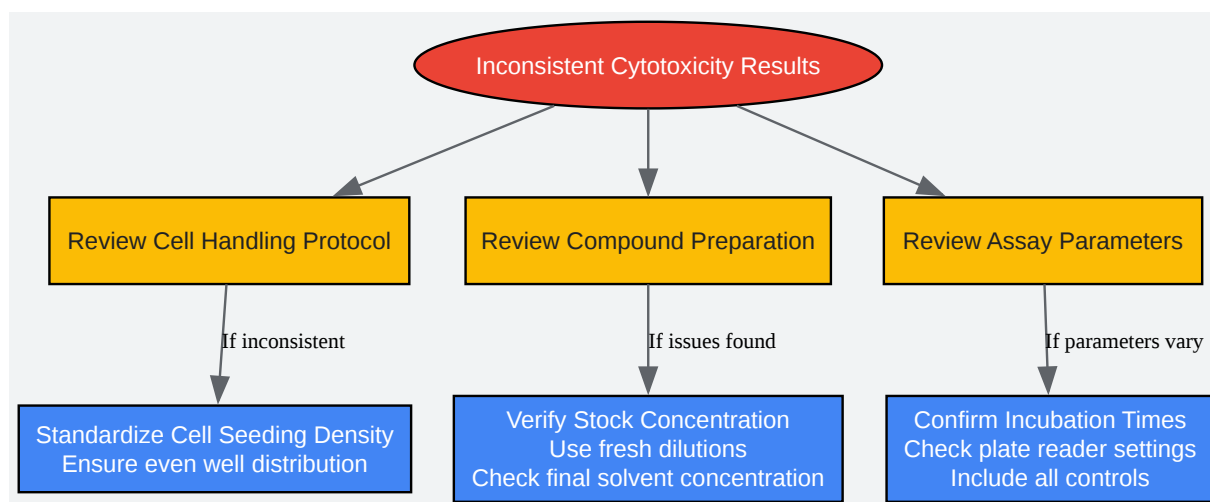 Inconsistent Cytotoxicity Results
Review Cell Handling Protocol
Review Compound Preparation
Review Assay Parameters
If inconsistent
If issues found
If parameters vary
Standardize Cell Seeding Density
Ensure even well distribution
Verify Stock Concentration
Use fresh dilutions
Check final solvent concentration
Confirm Incubation Times
Check plate reader settings
Include all controls